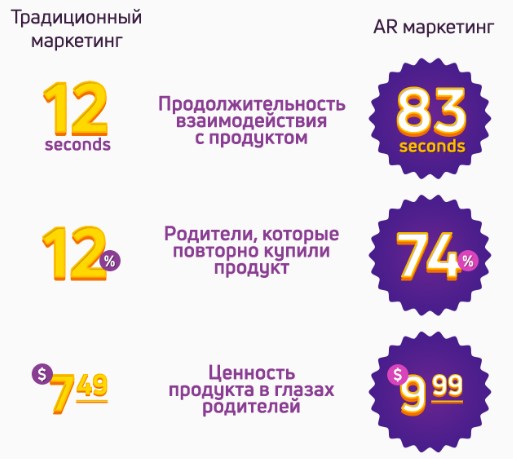 Традиционный
маркетинг
AR маркетинг
12
seconds
Продолжительность
взаимодействия
с продуктом
83
seconds
12%
Родители, которые
повторно купили
продукт
74%
$7 49
Ценность
продукта в глазах
родителей
$9 99